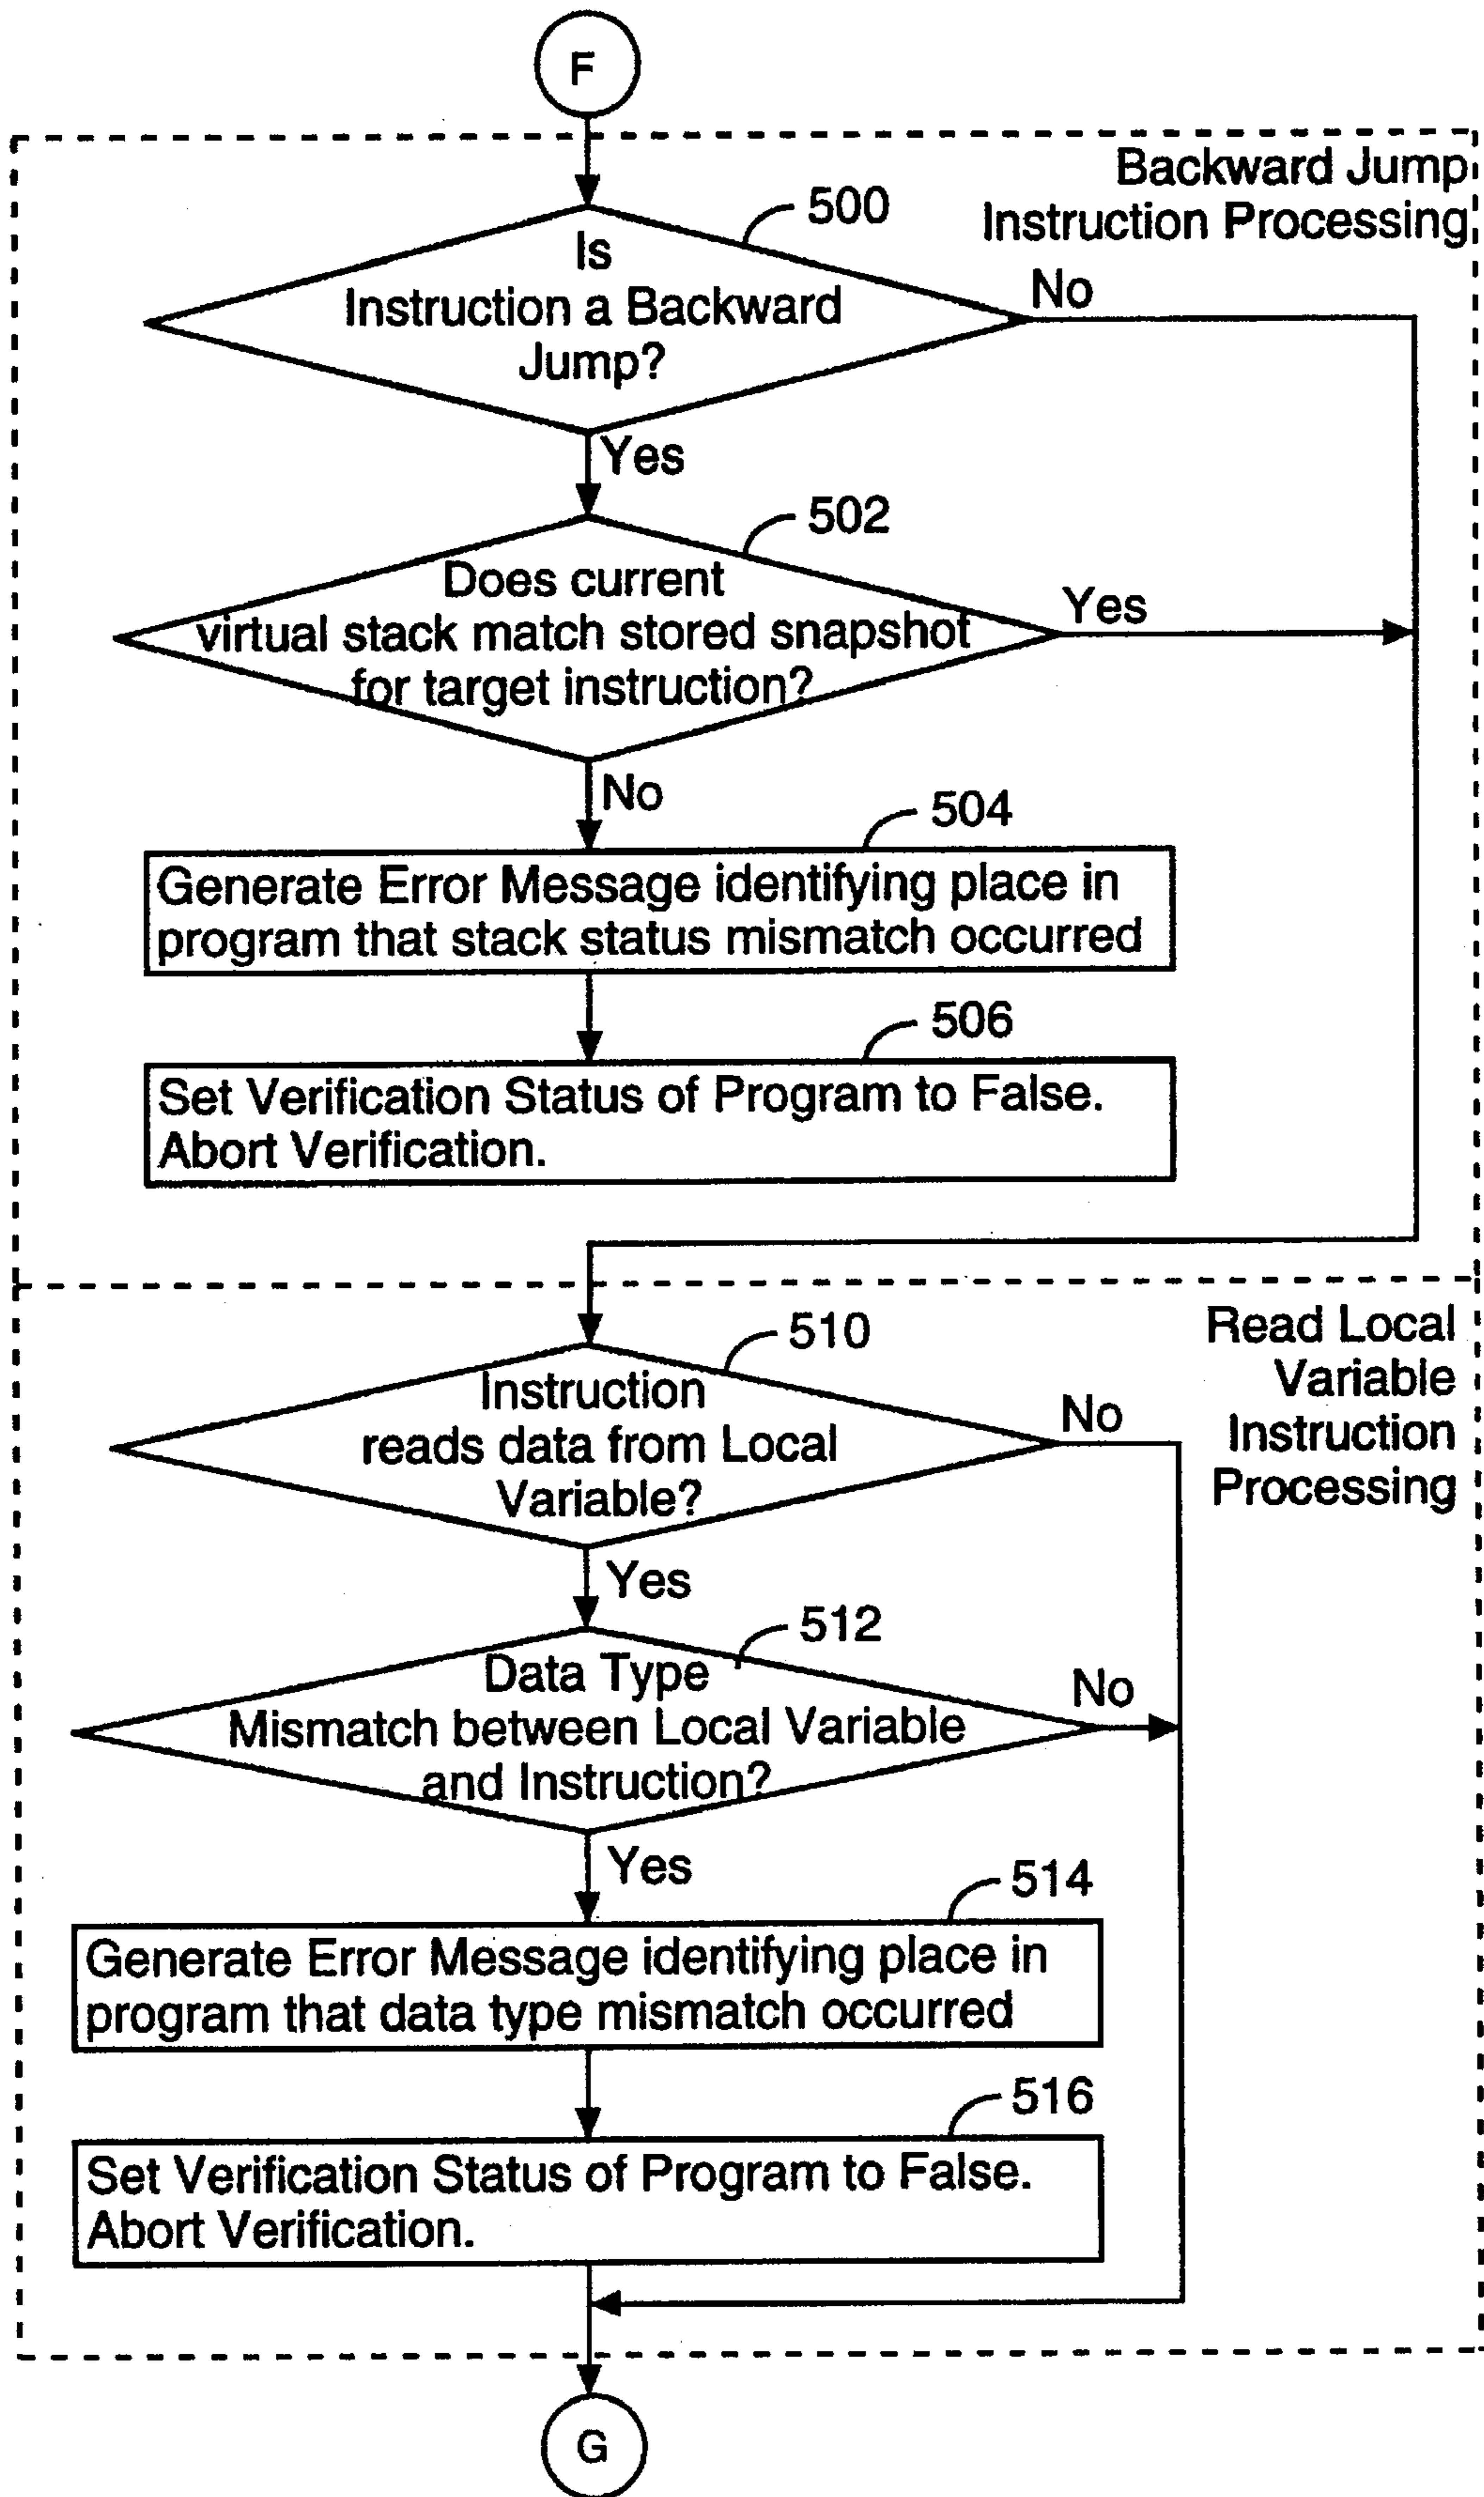 F
Backward Jump
Instruction Processing
500
Is
Instruction a Backward
Jump?
No
Yes
502
Does current
virtual stack match stored snapshot
for target instruction?
Yes
No
504
Generate Error Message identifying place in
program that stack status mismatch occurred
506
Set Verification Status of Program to False.
Abort Verification.
510
Read Local
Variable
Instruction
Processing
Instruction
reads data from Local
Variable?
No
Yes
512
Data Type
Mismatch between Local Variable
and Instruction?
No
Yes
514
Generate Error Message identifying place in
program that data type mismatch occurred
516
Set Verification Status of Program to False.
Abort Verification.
G